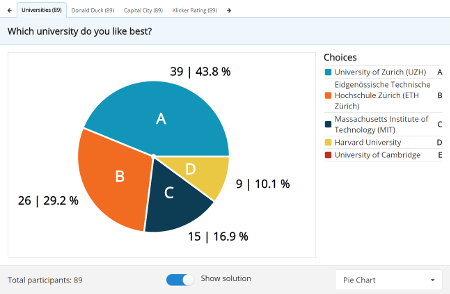 Universities (89) Donald Duck (89) Capital City (89) Klicker Rating (89)
Which university do you like best?
39 | 43.8 %
A
B
C
D
26 | 29.2 %
15 | 16.9 %
9 | 10.1 %
Choices
University of Zurich (UZH) A
Eidgenössische Technische
Hochschule Zürich (ETH B
Zürich)
Massachusetts Institute of
Technology (MIT) C
Harvard University D
University of Cambridge E
Total participants: 89
Show solution
Pie Chart